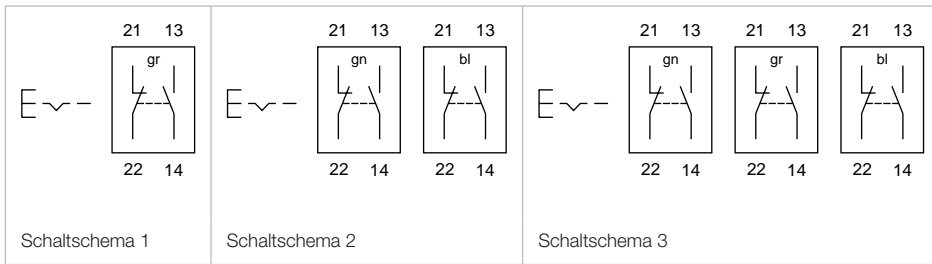 21 13
gr
22 14
Schaltschema 1
21 13
gn
22 14
21 13
bl
22 14
Schaltschema 2
21 13
gn
22 14
21 13
gr
22 14
21 13
bl
22 14
Schaltschema 3